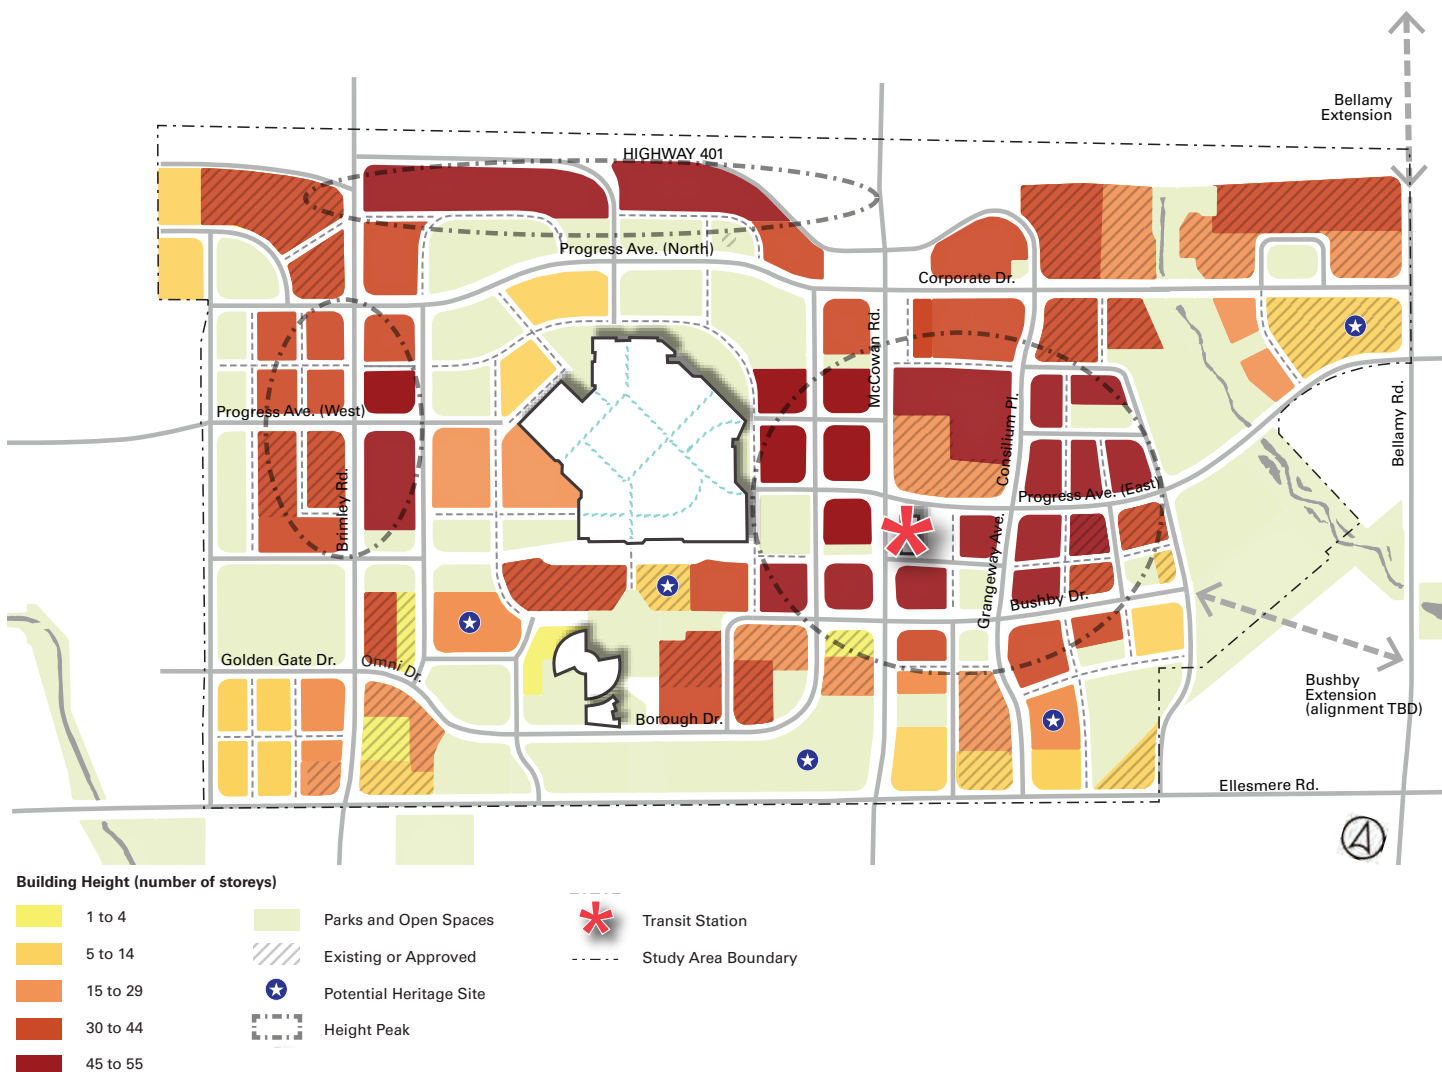 Bellamy
Extension
HIGHWAY 401
Progress Ave. (North)
Corporate Dr.
McCowan Rd.
Progress Ave. (West)
Consilium Pl.
Bellamy Rd.
Brimley Rd.
Progress Ave. (East)
Grangeway Ave.
Bushby Dr.
Golden Gate Dr.
Omni Dr.
Bushby
Extension
(alignment TBD)
Borough Dr.
Ellesmere Rd.
Building Height (number of storeys)
1 to 4
5 to 14
15 to 29
30 to 44
45 to 55
Parks and Open Spaces
Existing or Approved
Potential Heritage Site
Height Peak
Transit Station
Study Area Boundary